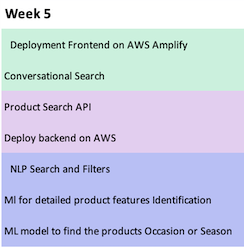 Week 5
Deployment Frontend on AWS Amplify
Conversational Search
Product Search API
Deploy backend on AWS
NLP Search and Filters
Ml for detailed product features Identification
ML model to find the products Occasion or Season